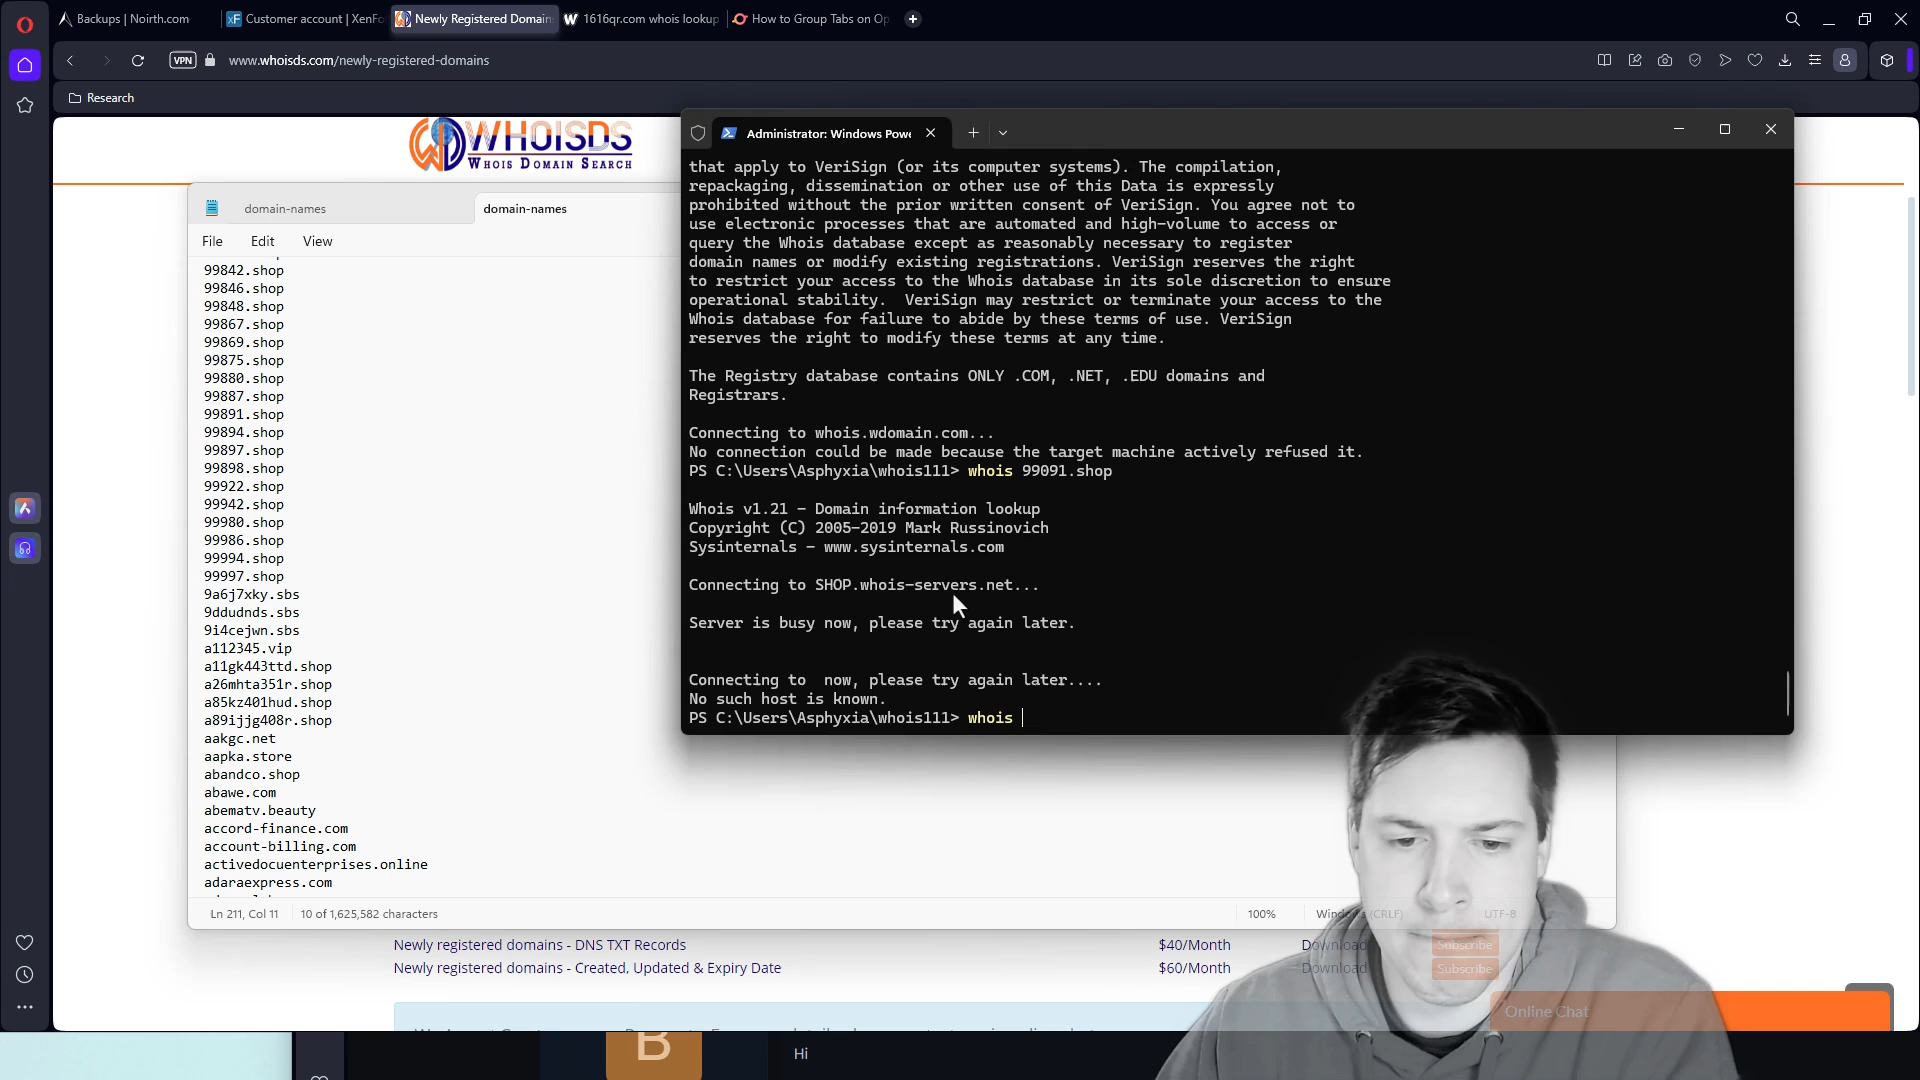 Backups | Noirth.com
Customer account | XenFo
Newly Registered Domain
1616qr.com whois lookup
How to Group Tabs on Op
VPN
www.whoisds.com/newly-registered-domains
Research
WHOISDS
WHOIS DOMAIN SEARCH
domain-names
domain-names
File Edit View
99842.shop
99846.shop
99848.shop
99867.shop
99869.shop
99875.shop
99880.shop
99887.shop
99891.shop
99894.shop
99897.shop
99898.shop
99922.shop
99942.shop
99980.shop
99986.shop
99994.shop
99997.shop
9a6j7xky.sbs
9ddudnds.sbs
9i4cejwn.sbs
a112345.vip
a11gk443ttd.shop
a26mhta351r.shop
a85kz401hud.shop
a89ijjg408r.shop
aakgc.net
aapka.store
abandco.shop
abawe.com
abematv.beauty
accord-finance.com
account-billing.com
activedocuenterprises.online
adaraexpress.com
Ln 211, Col 11
10 of 1,625,582 characters
100%
Windows (CRLF)
UTF-8
Administrator: Windows Powe
that apply to VeriSign (or its computer systems). The compilation,
repackaging, dissemination or other use of this Data is expressly
prohibited without the prior written consent of VeriSign. You agree not to
use electronic processes that are automated and high-volume to access or
query the Whois database except as reasonably necessary to register
domain names or modify existing registrations. VeriSign reserves the right
to restrict your access to the Whois database in its sole discretion to ensure
operational stability.  VeriSign may restrict or terminate your access to the
Whois database for failure to abide by these terms of use. VeriSign
reserves the right to modify these terms at any time.
The Registry database contains ONLY .COM, .NET, .EDU domains and
Registrars.
Connecting to whois.wdomain.com...
No connection could be made because the target machine actively refused it.
PS C:\Users\Asphyxia\whois111> whois 99091.shop
Whois v1.21 - Domain information lookup
Copyright (C) 2005-2019 Mark Russinovich
Sysinternals - www.sysinternals.com
Connecting to SHOP.whois-servers.net...
Server is busy now, please try again later.
Connecting to  now, please try again later....
No such host is known.
PS C:\Users\Asphyxia\whois111> whois
Newly registered domains - DNS TXT Records $40/Month Download Subscribe
Newly registered domains - Created, Updated & Expiry Date $60/Month Download Subscribe
Online Chat
B
Hi